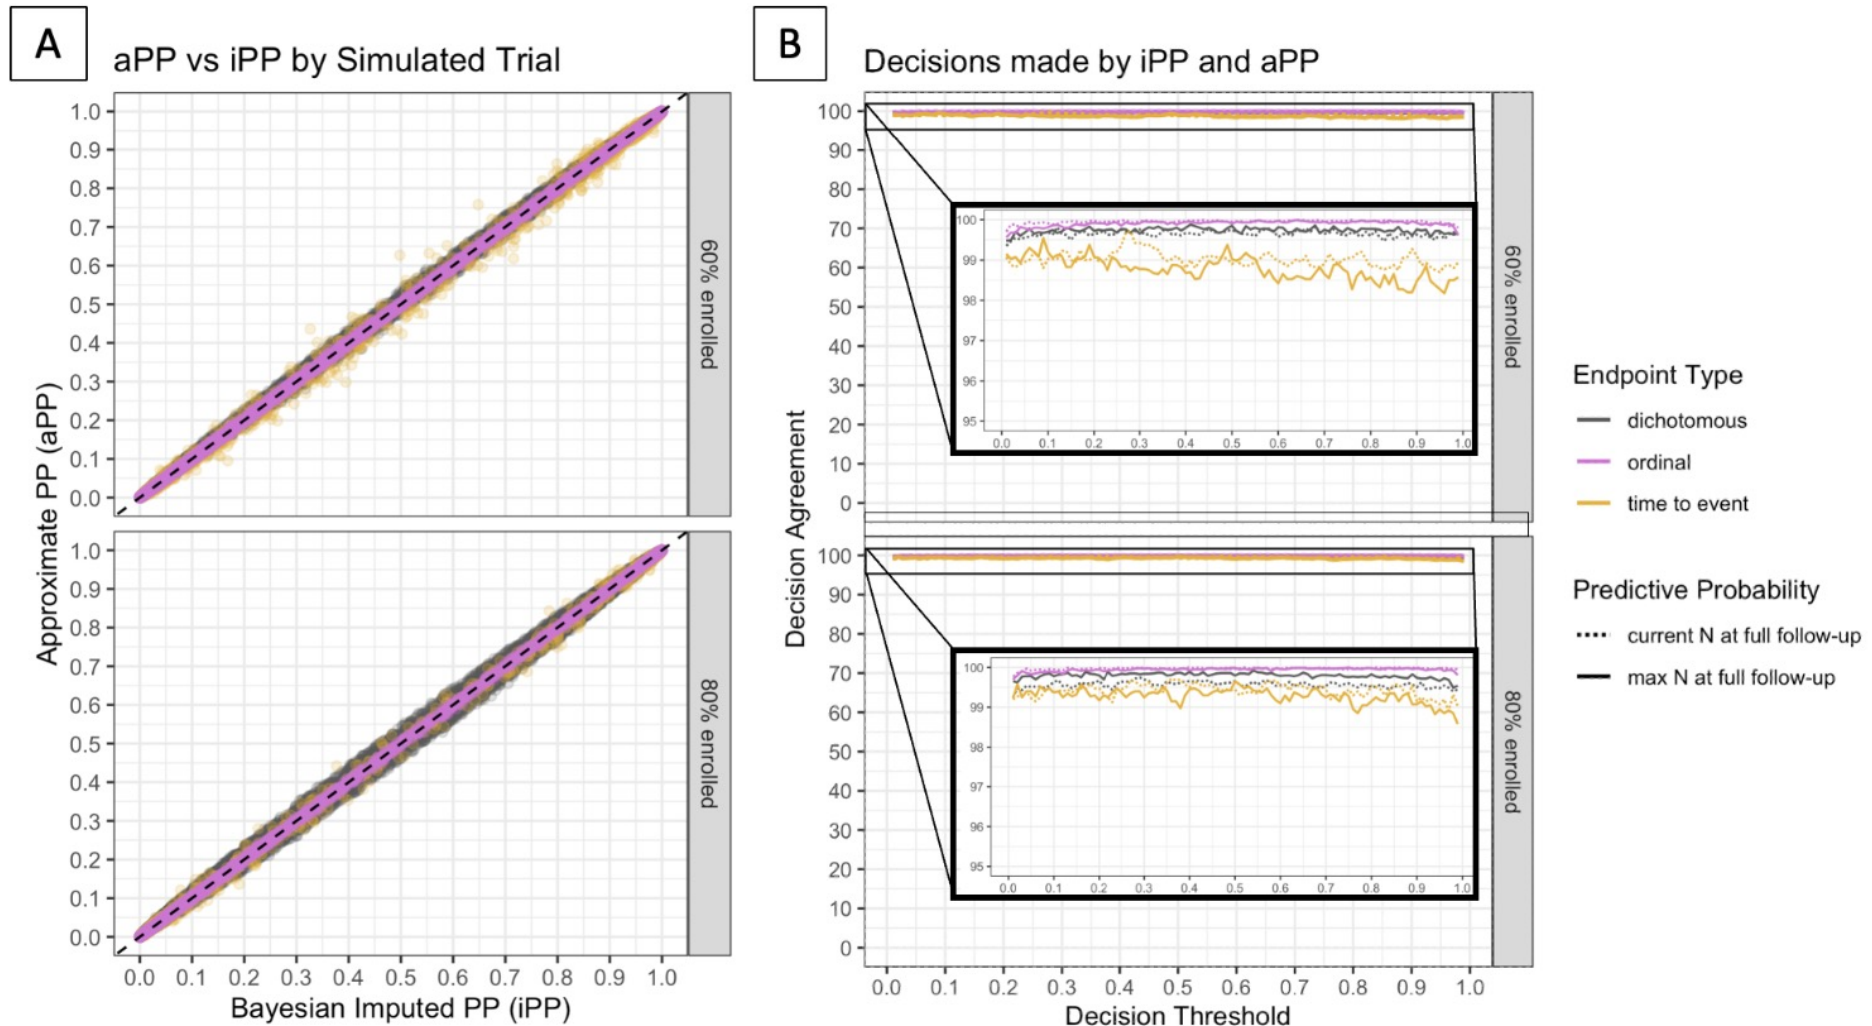 A
aPP vs iPP by Simulated Trial
Approximate PP (aPP)
1.0
0.9
0.8
0.7
0.6
0.5
0.4
0.3
0.2
0.1
0.0
60% enrolled
1.0
0.9
0.8
0.7
0.6
0.5
0.4
0.3
0.2
0.1
0.0
80% enrolled
0.0 0.1 0.2 0.3 0.4 0.5 0.6 0.7 0.8 0.9 1.0
Bayesian Imputed PP (iPP)
B
Decisions made by iPP and aPP
Decision Agreement
100
90
80
70
60
50
40
30
20
10
0
100
99
98
97
96
95
0.0 0.1 0.2 0.3 0.4 0.5 0.6 0.7 0.8 0.9 1.0
60% enrolled
100
90
80
70
60
50
40
30
20
10
0
100
99
98
97
96
95
0.0 0.1 0.2 0.3 0.4 0.5 0.6 0.7 0.8 0.9 1.0
80% enrolled
0.0 0.1 0.2 0.3 0.4 0.5 0.6 0.7 0.8 0.9 1.0
Decision Threshold
Endpoint Type
dichotomous
ordinal
time to event
Predictive Probability
current N at full follow-up
max N at full follow-up